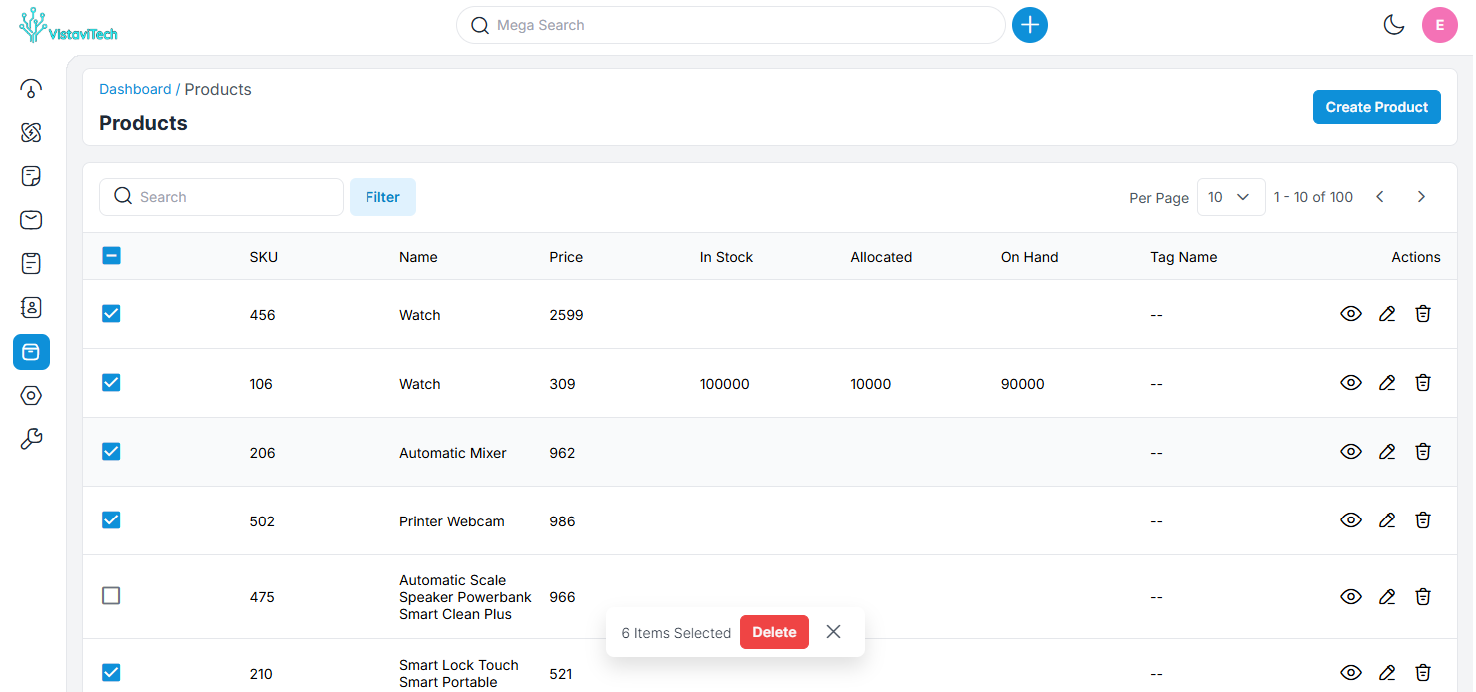 VistaviTech
Mega Search
E
Dashboard / Products
Products
Create Product
Search
Filter
Per Page
10
1 - 10 of 100
SKU Name Price In Stock Allocated On Hand Tag Name Actions
456 Watch 2599 --
106 Watch 309 100000 10000 90000 --
206 Automatic Mixer 962 --
502 Printer Webcam 986 --
475 Automatic Scale
Speaker Powerbank 966 --
Smart Clean Plus
6 Items Selected Delete
210 Smart Lock Touch 521 --
Smart Portable